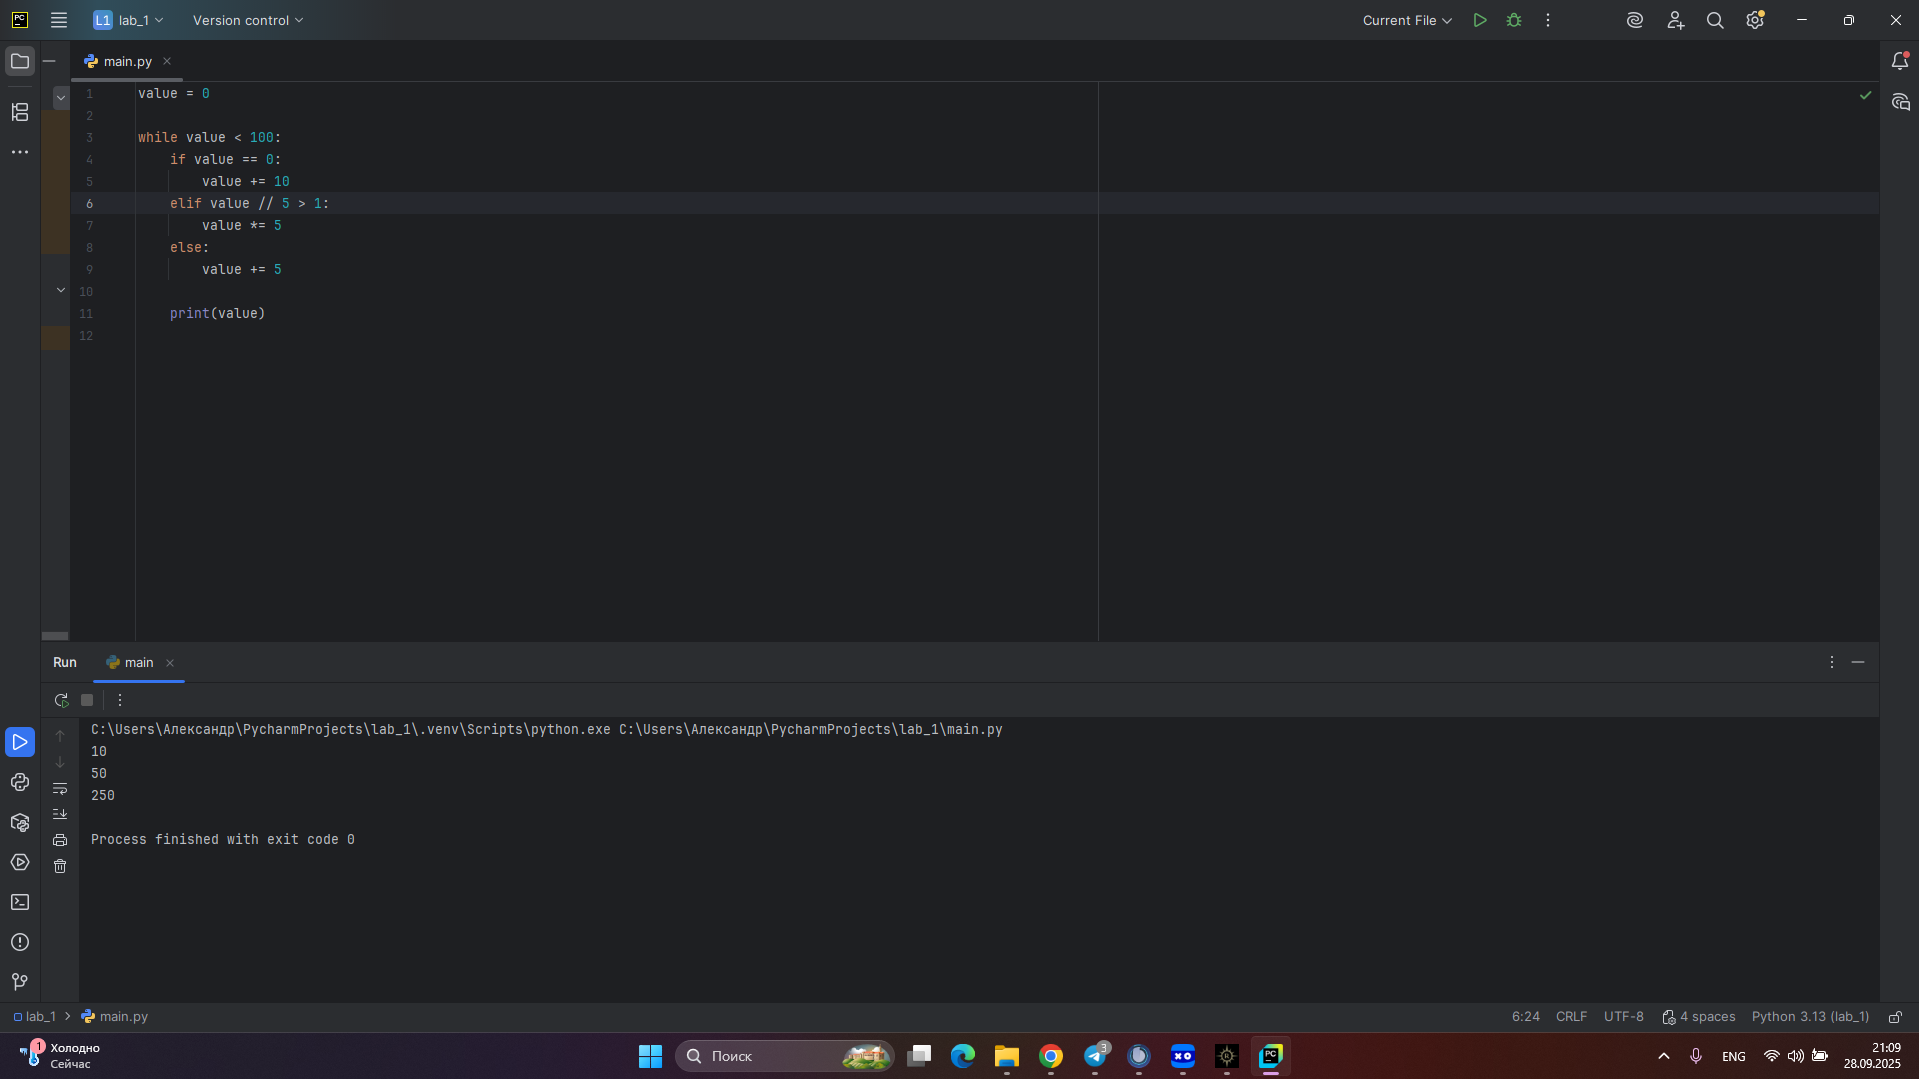 PC L1 lab_1 Version control Current File
main.py
1 value = 0
2
3 while value < 100:
4 if value == 0:
5 value += 10
6 elif value // 5 > 1:
7 value *= 5
8 else:
9 value += 5
10
11 print(value)
12
Run main
C:\Users\Александр\PycharmProjects\lab_1\.venv\Scripts\python.exe C:\Users\Александр\PycharmProjects\lab_1\main.py
10
50
250
Process finished with exit code 0
lab_1 > main.py 6:24 CRLF UTF-8 4 spaces Python 3.13 (lab_1)
1 Холодно
Сейчас
Поиск
3
XO
R
PC
ENG
21:09
28.09.2025